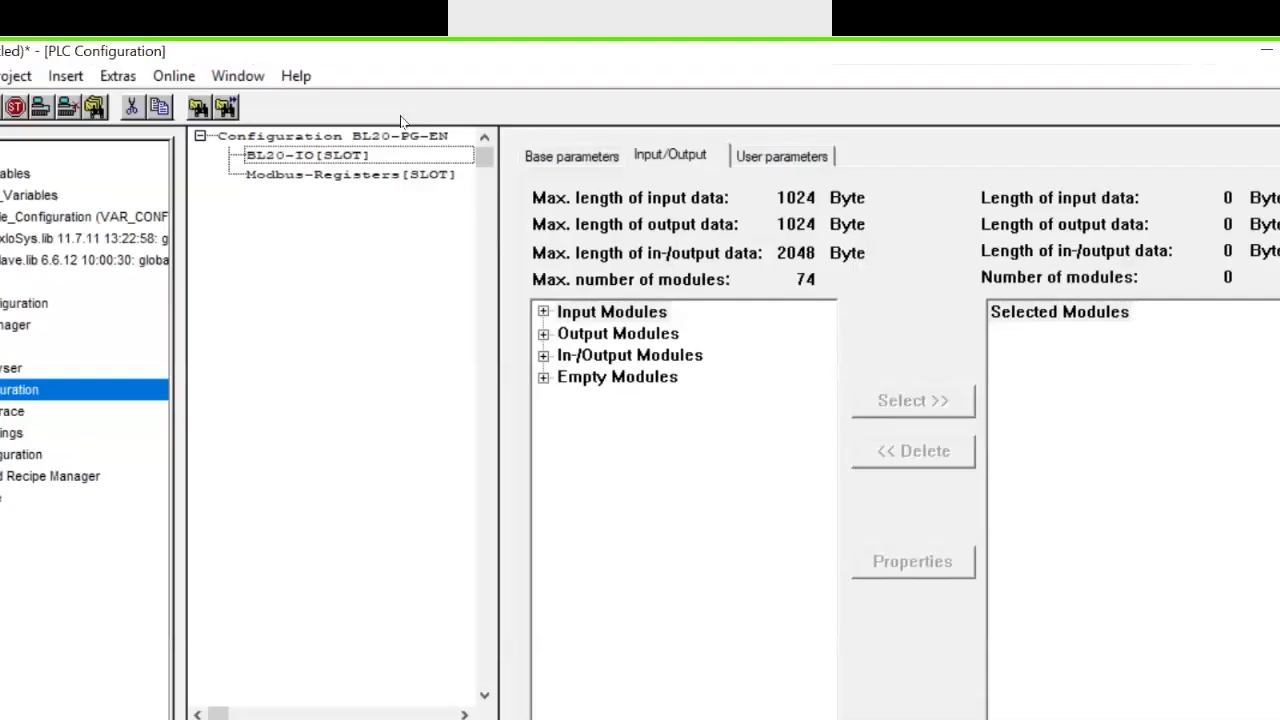 led)* - [PLC Configuration]
oject Insert Extras Online Window Help
ST
Configuration BL20-PG-EN
BL20-IO[SLOT]
Modbus-Registers[SLOT]
ables
_Variables
le_Configuration (VAR_CONF
xIoSys.lib 11.7.11 13:22:58: g
lave.lib 6.6.12 10:00:30: globa
iguration
nager
ser
uration
race
ings
guration
d Recipe Manager
e
Base parameters Input/Output User parameters
Max. length of input data: 1024 Byte
Max. length of output data: 1024 Byte
Max. length of in-/output data: 2048 Byte
Max. number of modules: 74
Length of input data: 0 Byte
Length of output data: 0 Byte
Length of in-/output data: 0 Byte
Number of modules: 0
Input Modules
Output Modules
In-/Output Modules
Empty Modules
Select >>
<< Delete
Properties
Selected Modules